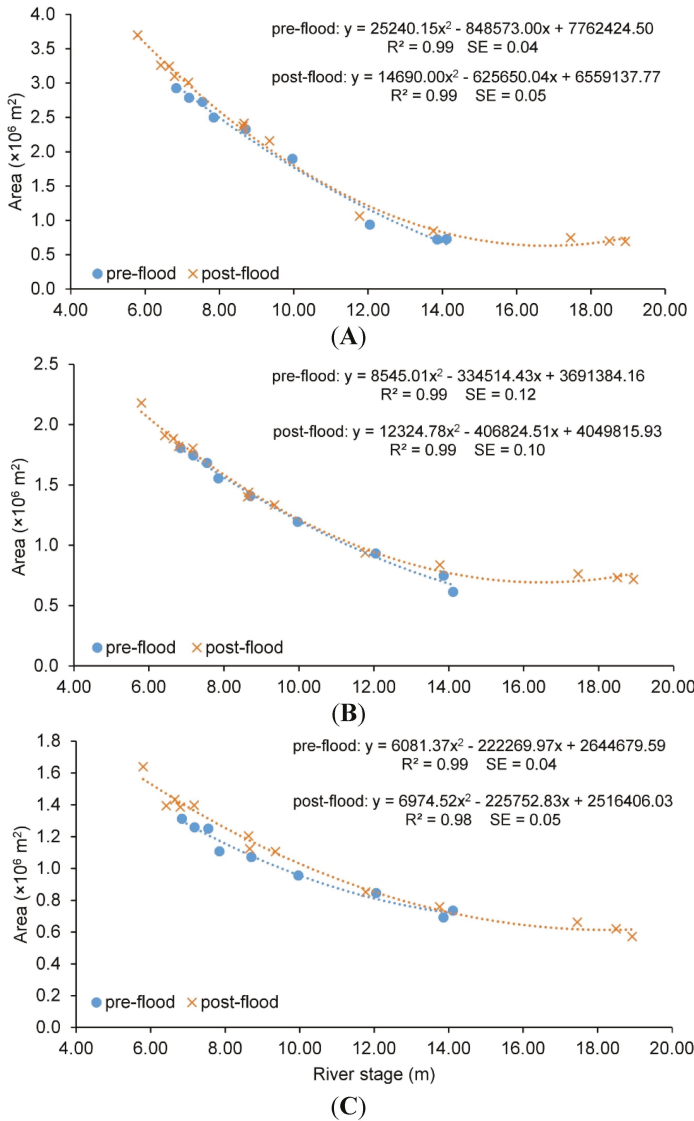 pre-flood: y = 25240.15x² - 848573.00x + 7762424.50
R² = 0.99 SE = 0.04
post-flood: y = 14690.00x² - 625650.04x + 6559137.77
R² = 0.99 SE = 0.05
Area (×10⁶ m²)
4.0
3.5
3.0
2.5
2.0
1.5
1.0
0.5
0.0
pre-flood post-flood
4.00 6.00 8.00 10.00 12.00 14.00 16.00 18.00 20.00
(A)
pre-flood: y = 8545.01x² - 334514.43x + 3691384.16
R² = 0.99 SE = 0.12
post-flood: y = 12324.78x² - 406824.51x + 4049815.93
R² = 0.99 SE = 0.10
Area (×10⁶ m²)
2.5
2.0
1.5
1.0
0.5
0.0
pre-flood post-flood
4.00 6.00 8.00 10.00 12.00 14.00 16.00 18.00 20.00
(B)
pre-flood: y = 6081.37x² - 222269.97x + 2644679.59
R² = 0.99 SE = 0.04
post-flood: y = 6974.52x² - 225752.83x + 2516406.03
R² = 0.98 SE = 0.05
Area (×10⁶ m²)
1.8
1.6
1.4
1.2
1.0
0.8
0.6
0.4
0.2
0.0
pre-flood post-flood
4.00 6.00 8.00 10.00 12.00 14.00 16.00 18.00 20.00
River stage (m)
(C)